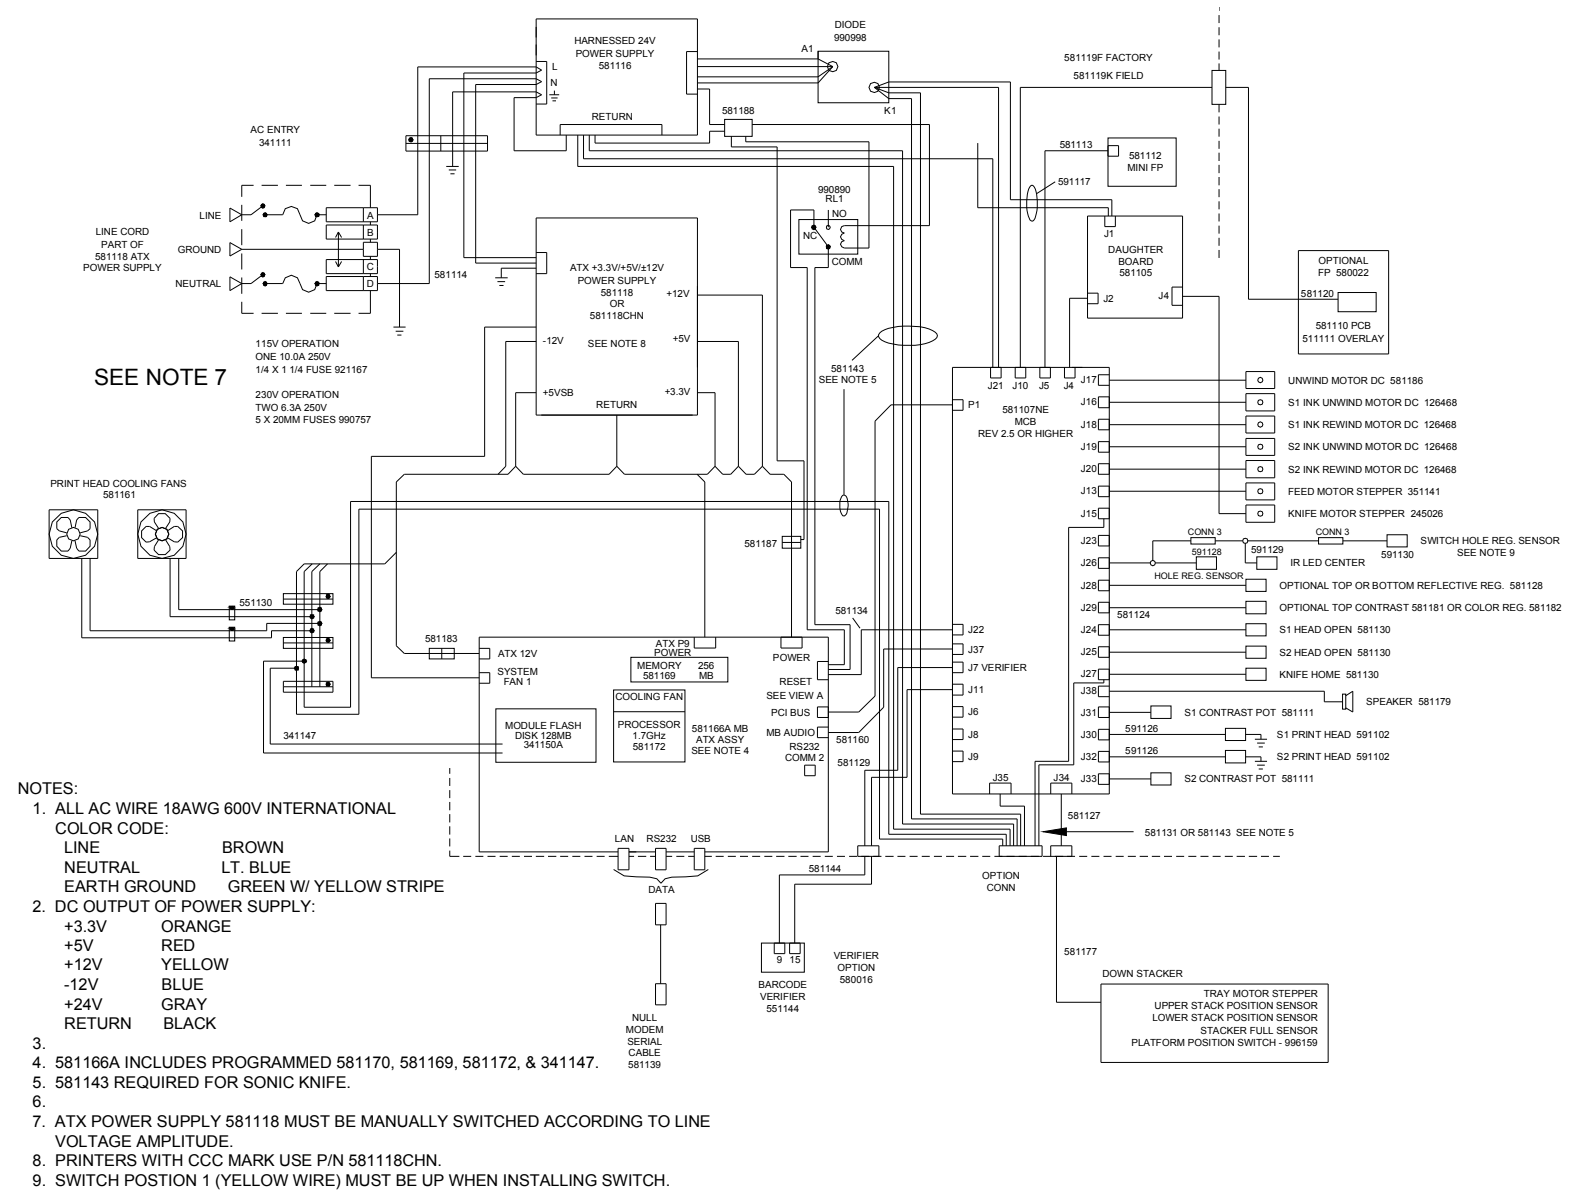 DIODE
990998
A1
K1
HARNESSED 24V
POWER SUPPLY
581116
L
N
RETURN
581188
581119F FACTORY
581119K FIELD
AC ENTRY
341111
LINE
GROUND
NEUTRAL
A
B
C
D
LINE CORD
PART OF
581118 ATX
POWER SUPPLY
581114
115V OPERATION
ONE 10.0A 250V
1/4 X 1 1/4 FUSE 921167
230V OPERATION
TWO 6.3A 250V
5 X 20MM FUSES 990757
SEE NOTE 7
990890
RL1
NO
NC
COMM
581113
581112
MINI FP
591117
J1
DAUGHTER
BOARD
581105
J2
J4
OPTIONAL
FP 580022
581120
581110 PCB
511111 OVERLAY
ATX +3.3V/+5V/±12V
POWER SUPPLY
581118
OR
581118CHN
SEE NOTE 8
+12V
-12V
+5V
+5VSB
+3.3V
RETURN
581143
SEE NOTE 5
J21
J10
J5
J4
P1
581107NE
MCB
REV 2.5 OR HIGHER
J17
UNWIND MOTOR DC 581186
J16
S1 INK UNWIND MOTOR DC 126468
J18
S1 INK REWIND MOTOR DC 126468
J19
S2 INK UNWIND MOTOR DC 126468
J20
S2 INK REWIND MOTOR DC 126468
J13
FEED MOTOR STEPPER 351141
J15
KNIFE MOTOR STEPPER 245026
J23
CONN 3
CONN 3
SWITCH HOLE REG. SENSOR
SEE NOTE 9
591130
J26
591128
HOLE REG. SENSOR
591129
IR LED CENTER
J28
OPTIONAL TOP OR BOTTOM REFLECTIVE REG. 581128
J29
581124
OPTIONAL TOP CONTRAST 581181 OR COLOR REG. 581182
J24
S1 HEAD OPEN 581130
J25
S2 HEAD OPEN 581130
J27
KNIFE HOME 581130
J38
SPEAKER 581179
J31
S1 CONTRAST POT 581111
J30
591126
S1 PRINT HEAD 591102
J32
591126
S2 PRINT HEAD 591102
J33
S2 CONTRAST POT 581111
J22
J37
J7 VERIFIER
J11
J6
J8
J9
J35
J34
PRINT HEAD COOLING FANS
581161
551130
341147
581187
581134
581183
ATX 12V
SYSTEM
FAN 1
ATX P9
POWER
MEMORY 256
581169 MB
POWER
RESET
SEE VIEW A
PCI BUS
MB AUDIO
RS232
COMM 2
COOLING FAN
PROCESSOR
1.7GHz
581172
MODULE FLASH
DISK 128MB
341150A
581166A MB
ATX ASSY
SEE NOTE 4
581160
581129
LAN
RS232
USB
DATA
NULL
MODEM
SERIAL
CABLE
581139
581144
9
15
BARCODE
VERIFIER
551144
VERIFIER
OPTION
580016
OPTION
CONN
581127
581131 OR 581143 SEE NOTE 5
581177
DOWN STACKER
TRAY MOTOR STEPPER
UPPER STACK POSITION SENSOR
LOWER STACK POSITION SENSOR
STACKER FULL SENSOR
PLATFORM POSITION SWITCH - 996159
NOTES:
1. ALL AC WIRE 18AWG 600V INTERNATIONAL
COLOR CODE:
LINE BROWN
NEUTRAL LT. BLUE
EARTH GROUND GREEN W/ YELLOW STRIPE
2. DC OUTPUT OF POWER SUPPLY:
+3.3V ORANGE
+5V RED
+12V YELLOW
-12V BLUE
+24V GRAY
RETURN BLACK
3.
4. 581166A INCLUDES PROGRAMMED 581170, 581169, 581172, & 341147.
5. 581143 REQUIRED FOR SONIC KNIFE.
6.
7. ATX POWER SUPPLY 581118 MUST BE MANUALLY SWITCHED ACCORDING TO LINE
VOLTAGE AMPLITUDE.
8. PRINTERS WITH CCC MARK USE P/N 581118CHN.
9. SWITCH POSTION 1 (YELLOW WIRE) MUST BE UP WHEN INSTALLING SWITCH.